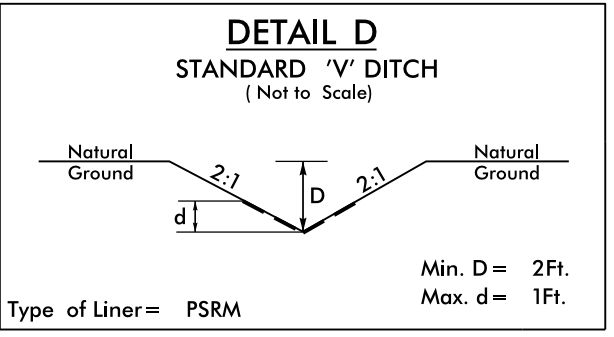 DETAIL D
STANDARD 'V' DITCH
( Not to Scale)
Natural
Ground
2:1
D
2:1
Natural
Ground
d
Min. D = 2Ft.
Max. d = 1Ft.
Type of Liner = PSRM